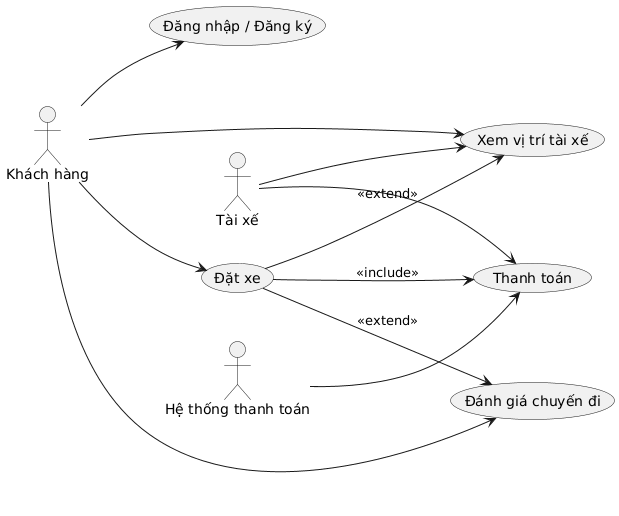 Đăng nhập / Đăng ký
Khách hàng
Xem vị trí tài xế
Tài xế
«extend»
Đặt xe
«include»
Thanh toán
«extend»
Hệ thống thanh toán
Đánh giá chuyến đi